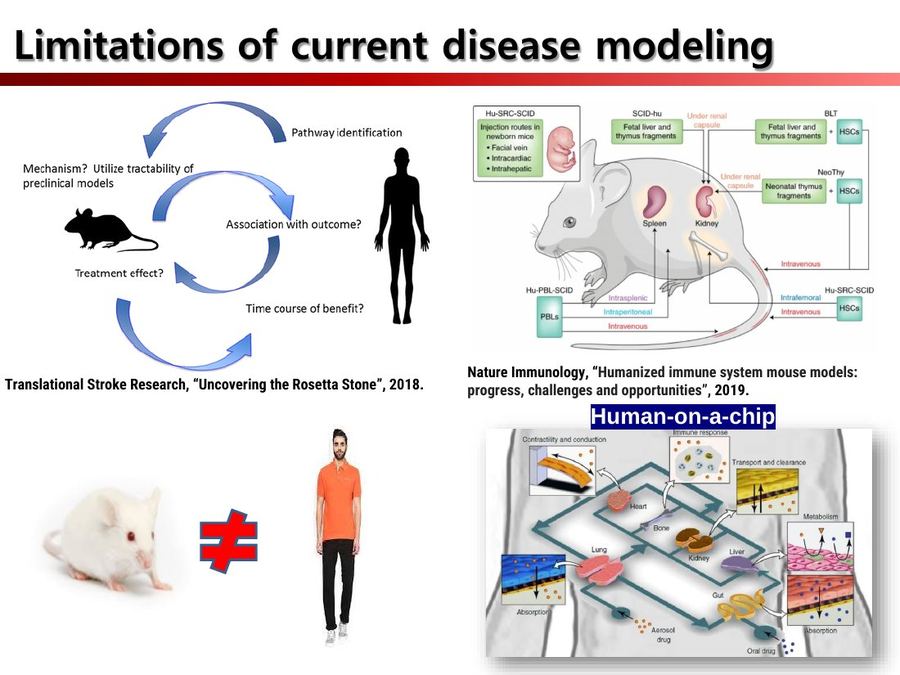 Limitations of current disease modeling
Pathway identification
Mechanism? Utilize tractability of
preclinical models
Association with outcome?
Treatment effect?
Time course of benefit?
Translational Stroke Research, “Uncovering the Rosetta Stone”, 2018.
Hu-SRC-SCID
Injection routes in
newborn mice
• Facial vein
• Intracardiac
• Intrahepatic
SCID-hu
Fetal liver and
thymus fragments
Under renal
capsule
BLT
Fetal liver and
thymus fragments
+
HSCs
NeoThy
Under renal
capsule
Neonatal thymus
fragments
+
HSCs
Spleen
Kidney
Intravenous
Hu-PBL-SCID
PBLs
Intrasplenic
Intraperitoneal
Intravenous
Hu-SRC-SCID
HSCs
Intrafemoral
Intravenous
Nature Immunology, “Humanized immune system mouse models:
progress, challenges and opportunities”, 2019.
Human-on-a-chip
Contractility and conduction
Immune response
Transport and clearance
Heart
Bone
Metabolism
Lung
Kidney
Liver
Gut
Absorption
Absorption
Aerosol
drug
Oral drug